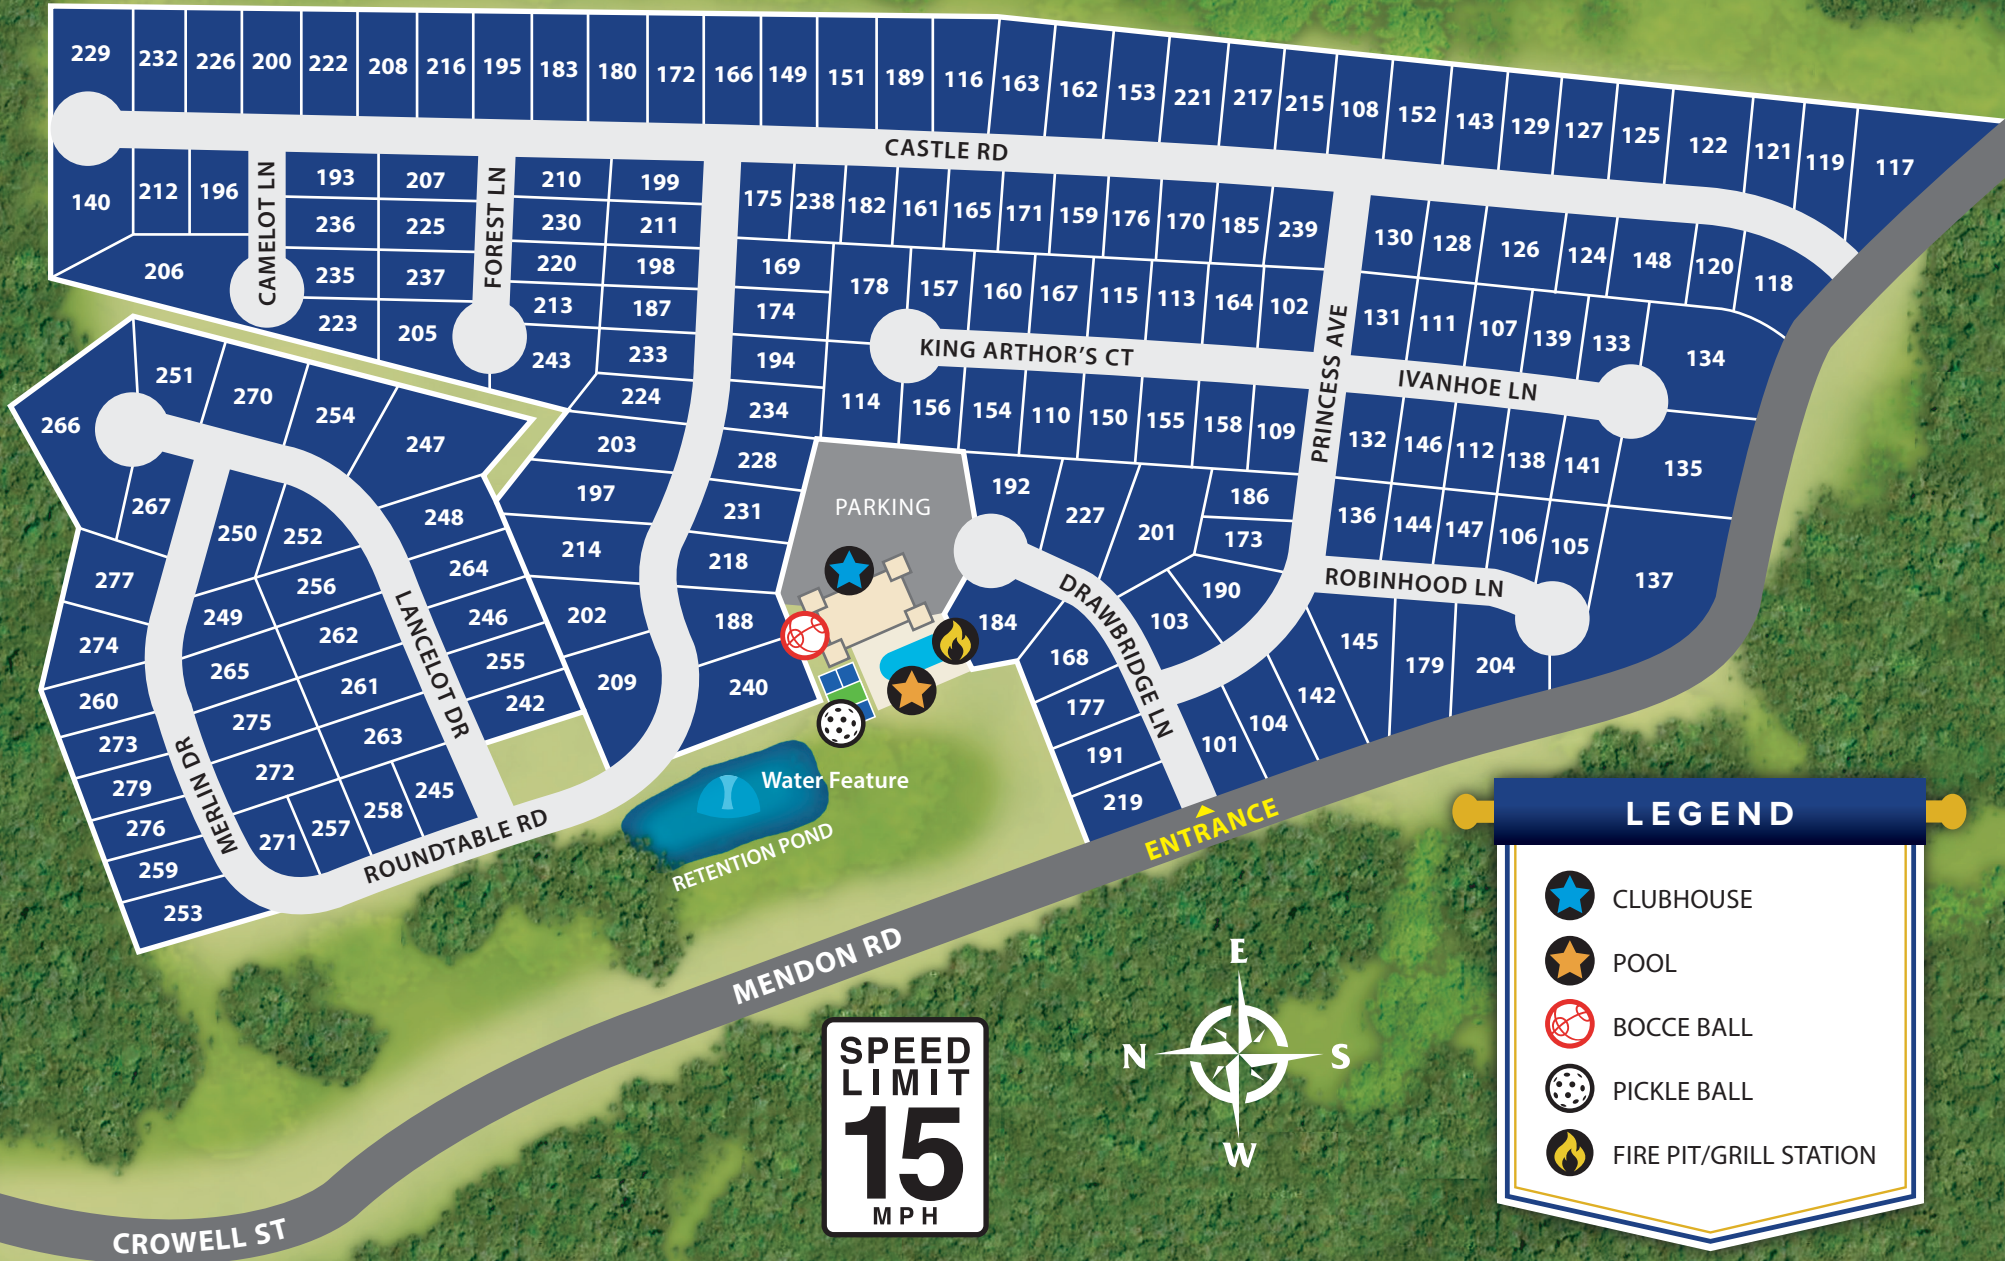 229 232 226 200 222 208 216 195 183 180 172 166 149 151 189 116 163 162 153 221 217 215 108 152 143 129 127 125 122 121 119 117
CASTLE RD
140 212 196 CAMELOT LN 193 207 FOREST LN 210 199 175 238 182 161 165 171 159 176 170 185 239 130 128 126 124 148 120 118
236 225 230 211
206 235 237 220 198 169 178 157 160 167 115 113 164 102 PRINCESS AVE 131 111 107 139 133 134
223 205 213 187 174
243 233 194
KING ARTHOR'S CT
IVANHOE LN
224 234 114 156 154 110 150 155 158 109 132 146 112 138 141 135
266 251 270 254 247
203 228
267 250 252 248 197 231 PARKING 192 227 201 186 136 144 147 106 105 137
214 218 173
277 256 264 190 ROBINHOOD LN
249 LANCELOT DR 246 202 188 184 DRAWBRIDGE LN 103 145 179 204
274 262
265 255 209 240 168 142
260 261 242 177 104
273 275 263 191 101
MERLIN DR
279 272 245 219
276 271 257 258
259
253
ROUNDTABLE RD
Water Feature
RETENTION POND
ENTRANCE
MENDON RD
CROWELL ST
SPEED
LIMIT
15
MPH
E
N S
W
LEGEND
CLUBHOUSE
POOL
BOCCE BALL
PICKLE BALL
FIRE PIT/GRILL STATION